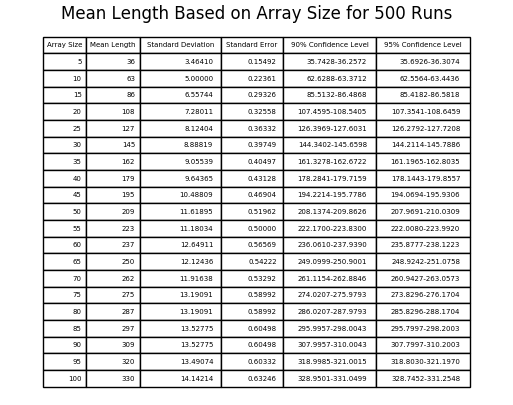 Mean Length Based on Array Size for 500 Runs
Array Size Mean Length Standard Deviation Standard Error 90% Confidence Level 95% Confidence Level
5 36 3.46410 0.15492 35.7428-36.2572 35.6926-36.3074
10 63 5.00000 0.22361 62.6288-63.3712 62.5564-63.4436
15 86 6.55744 0.29326 85.5132-86.4868 85.4182-86.5818
20 108 7.28011 0.32558 107.4595-108.5405 107.3541-108.6459
25 127 8.12404 0.36332 126.3969-127.6031 126.2792-127.7208
30 145 8.88819 0.39749 144.3402-145.6598 144.2114-145.7886
35 162 9.05539 0.40497 161.3278-162.6722 161.1965-162.8035
40 179 9.64365 0.43128 178.2841-179.7159 178.1443-179.8557
45 195 10.48809 0.46904 194.2214-195.7786 194.0694-195.9306
50 209 11.61895 0.51962 208.1374-209.8626 207.9691-210.0309
55 223 11.18034 0.50000 222.1700-223.8300 222.0080-223.9920
60 237 12.64911 0.56569 236.0610-237.9390 235.8777-238.1223
65 250 12.12436 0.54222 249.0999-250.9001 248.9242-251.0758
70 262 11.91638 0.53292 261.1154-262.8846 260.9427-263.0573
75 275 13.19091 0.58992 274.0207-275.9793 273.8296-276.1704
80 287 13.19091 0.58992 286.0207-287.9793 285.8296-288.1704
85 297 13.52775 0.60498 295.9957-298.0043 295.7997-298.2003
90 309 13.52775 0.60498 307.9957-310.0043 307.7997-310.2003
95 320 13.49074 0.60332 318.9985-321.0015 318.8030-321.1970
100 330 14.14214 0.63246 328.9501-331.0499 328.7452-331.2548